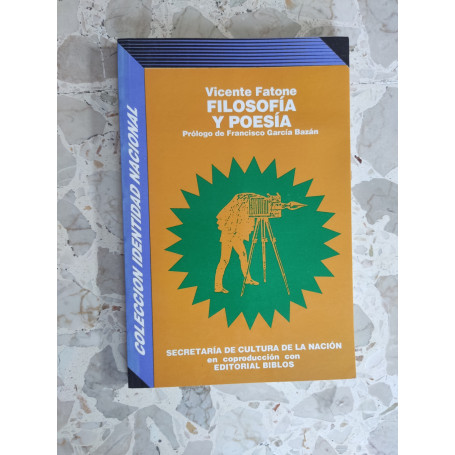 Vicente Fatone
FILOSOFÍA
Y POESÍA
Prólogo de Francisco García Bazán
COLECCION IDENTIDAD NACIONAL
SECRETARÍA DE CULTURA DE LA NACIÓN
en coproducción con
EDITORIAL BIBLOS